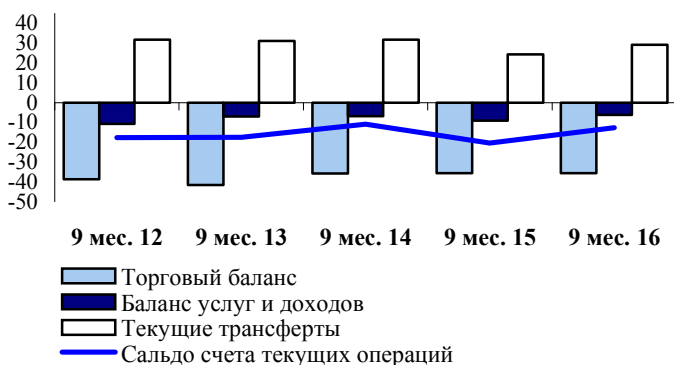 40
30
20
10
0
-10
-20
-30
-40
-50
9 мес. 12 9 мес. 13 9 мес. 14 9 мес. 15 9 мес. 16
Торговый баланс
Баланс услуг и доходов
Текущие трансферты
Сальдо счета текущих операций